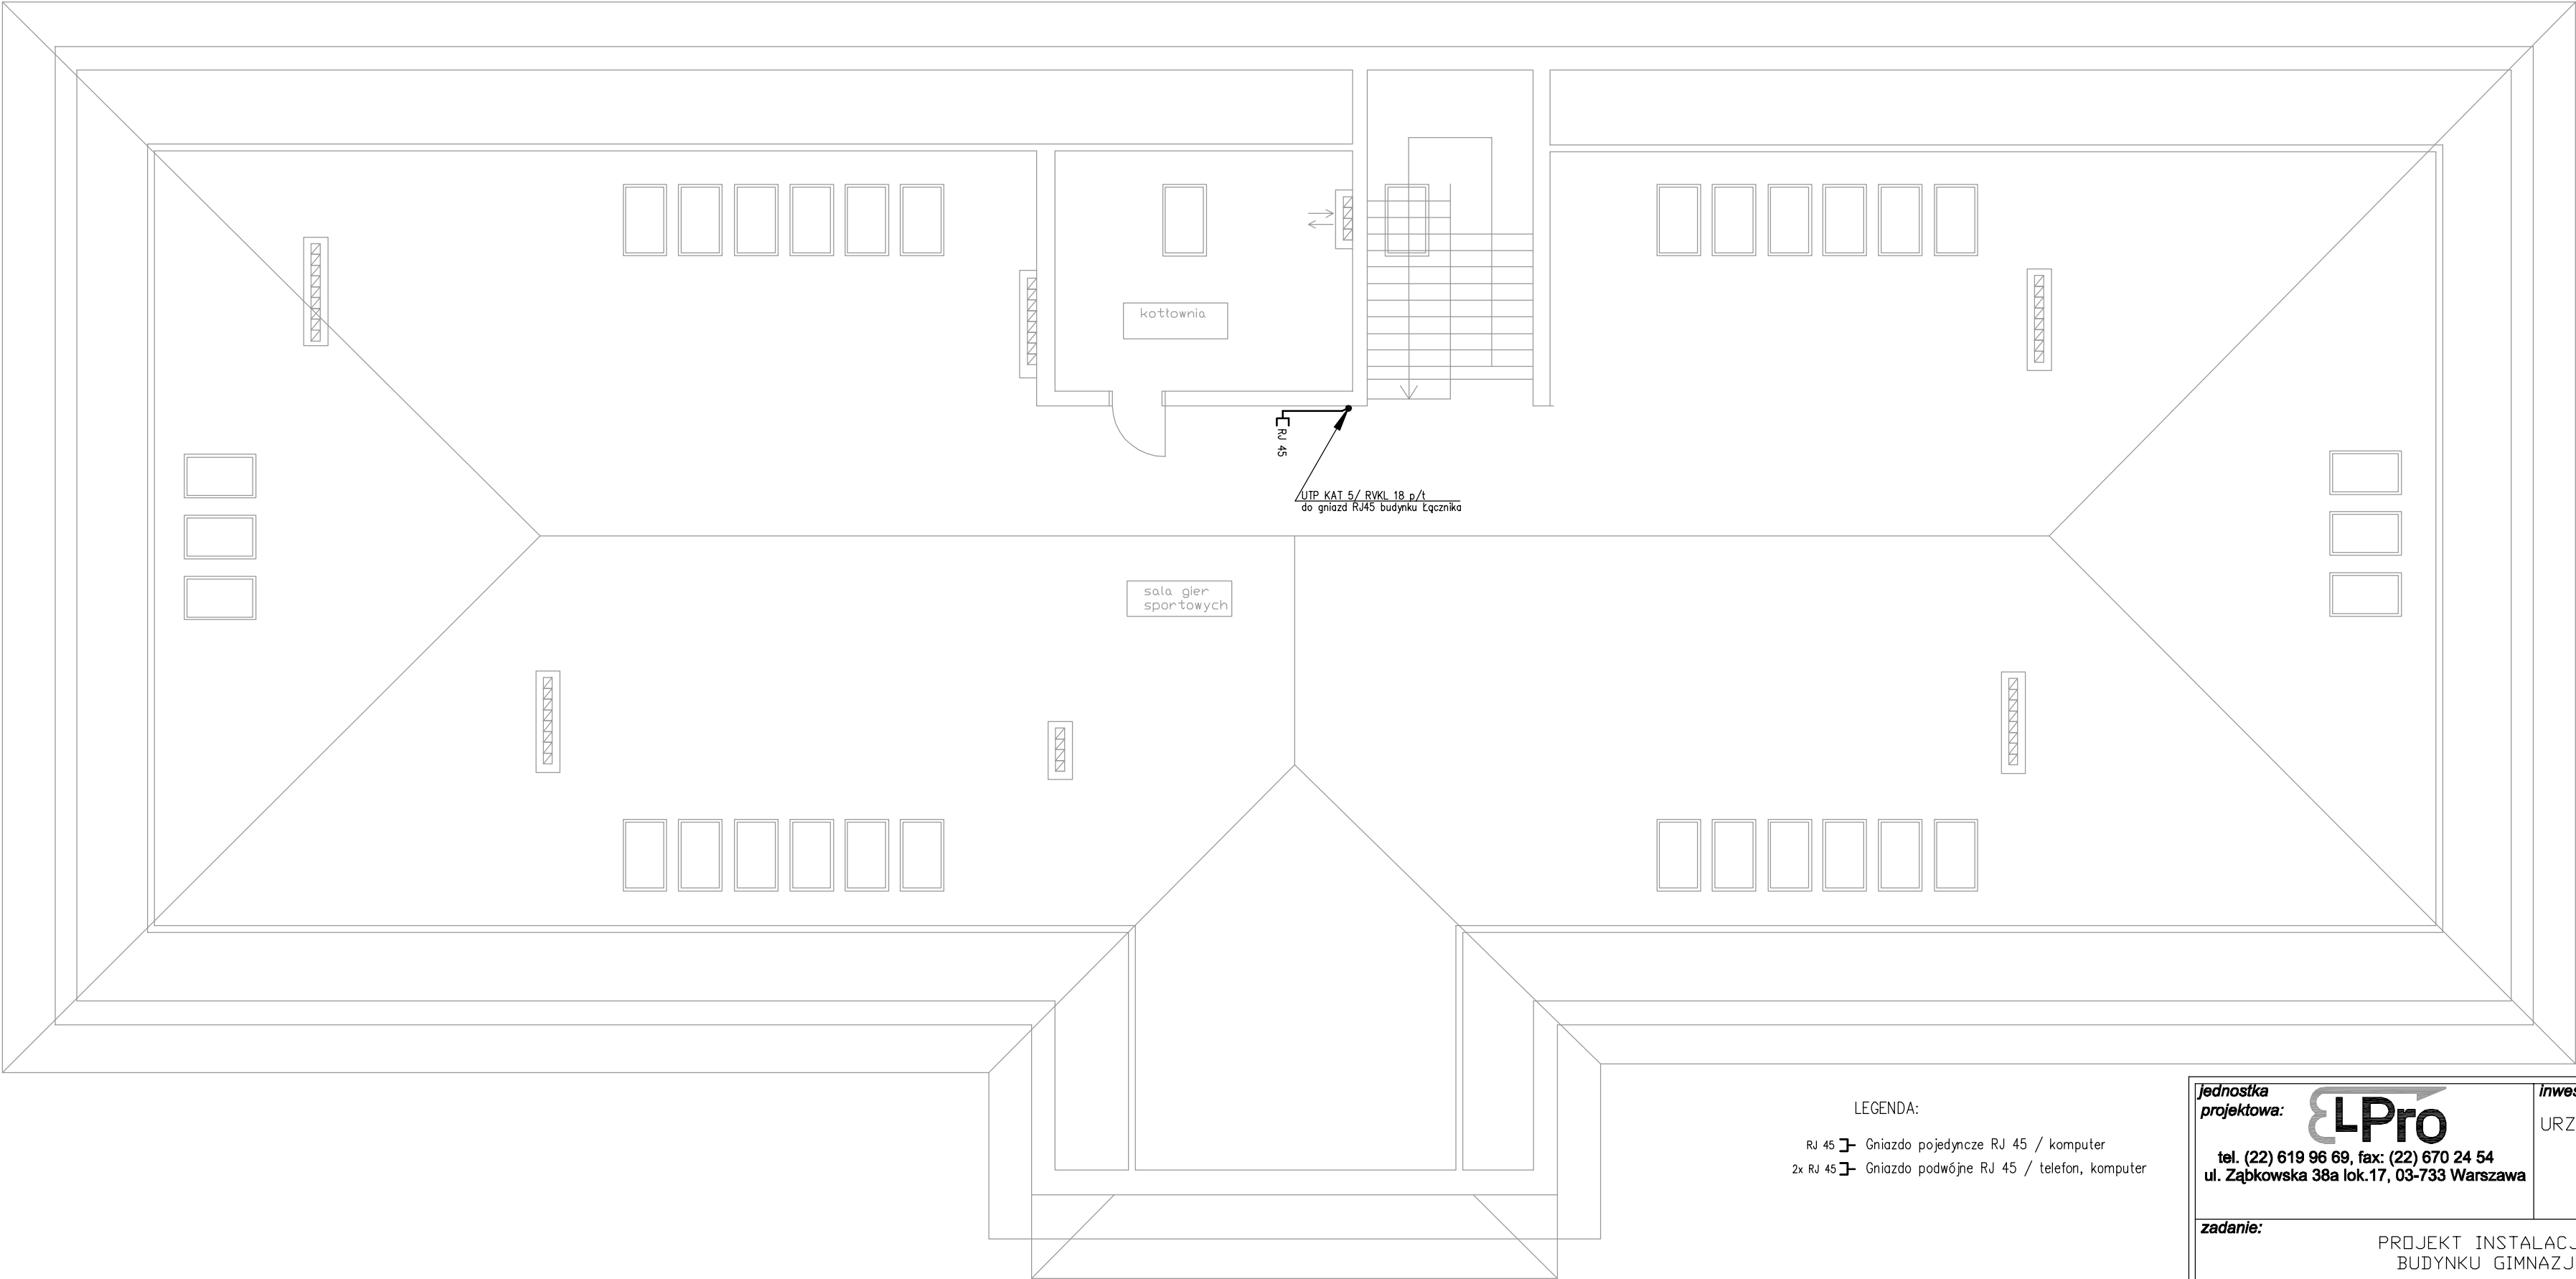 kotłownia
RJ 45
UTP KAT 5/ RVKL 18 p/t
do gniazd RJ45 budynku Łącznika
sala gier
sportowych
LEGENDA:
RJ 45 Gniazdo pojedyncze RJ 45 / komputer
2x RJ 45 Gniazdo podwójne RJ 45 / telefon, komputer
jednostka
projektowa:
ELPro
tel. (22) 619 96 69, fax: (22) 670 24 54
ul. Ząbkowska 38a lok.17, 03-733 Warszawa
inwes
URZ
zadanie:
PROJEKT INSTALACJ
BUDYNKU GIMNAZJ